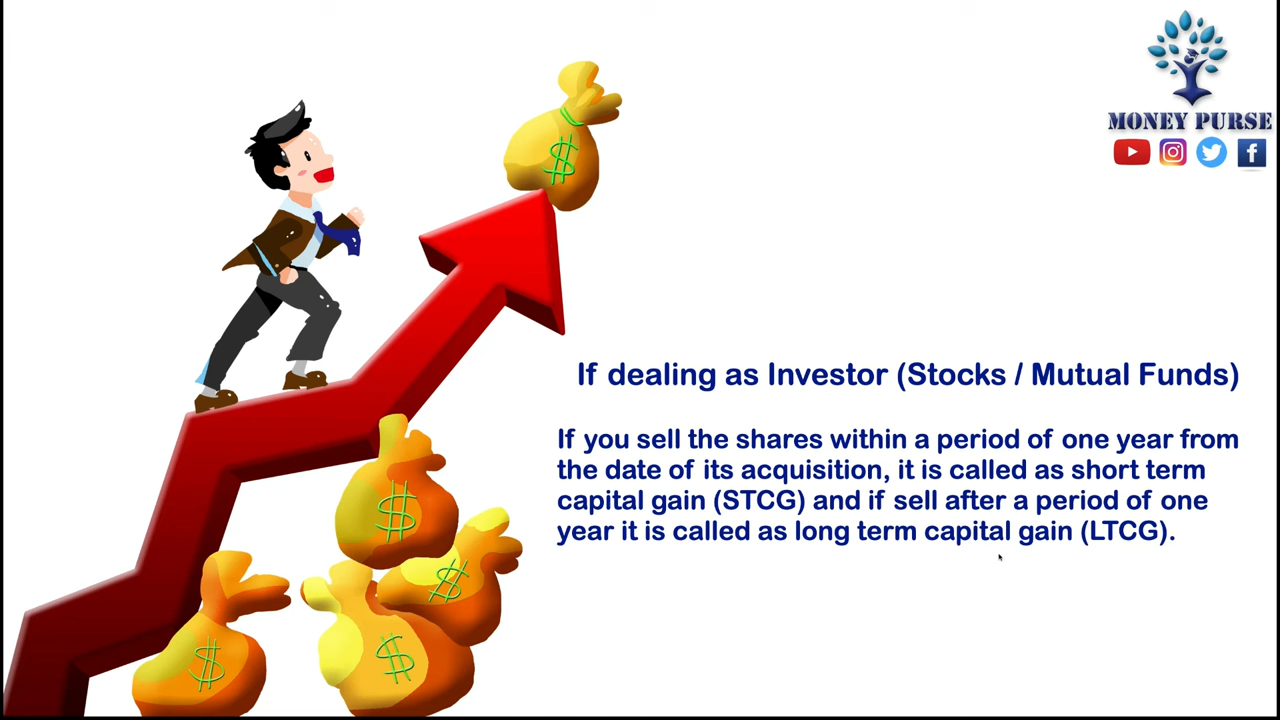 MONEY PURSE
If dealing as Investor (Stocks / Mutual Funds)
If you sell the shares within a period of one year from
the date of its acquisition, it is called as short term
capital gain (STCG) and if sell after a period of one
year it is called as long term capital gain (LTCG).
$
$
$
$
$